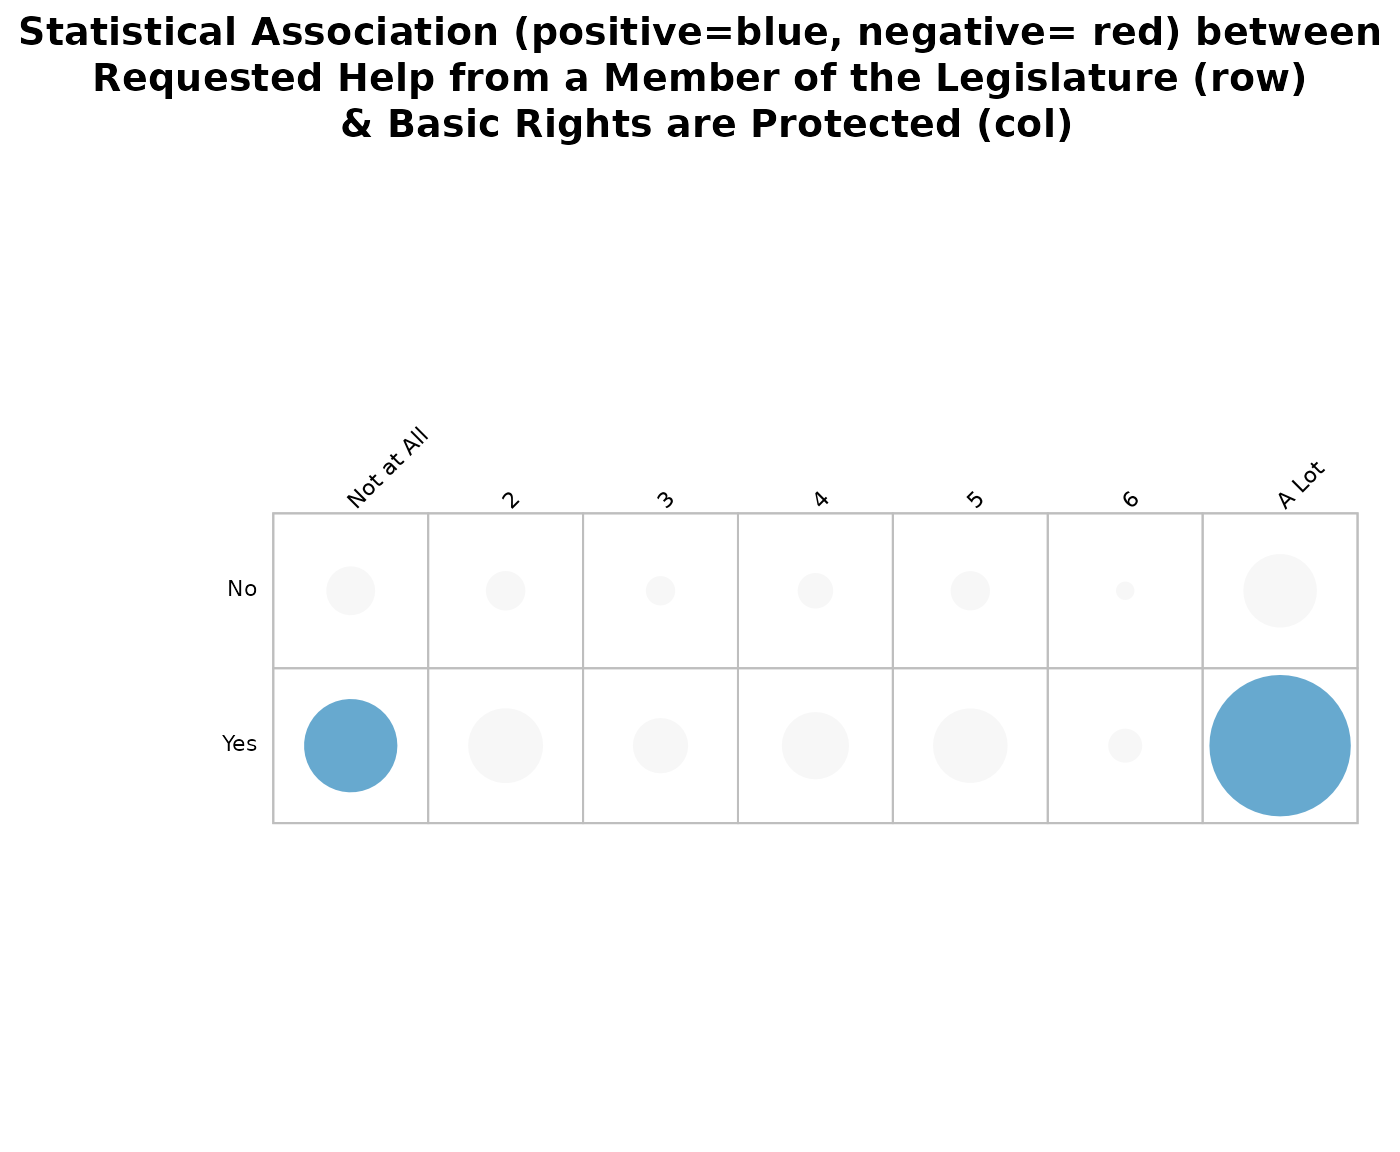 Statistical Association (positive=blue, negative= red) between
Requested Help from a Member of the Legislature (row)
& Basic Rights are Protected (col)
Not at All
2
3
4
5
6
A Lot
No
Yes